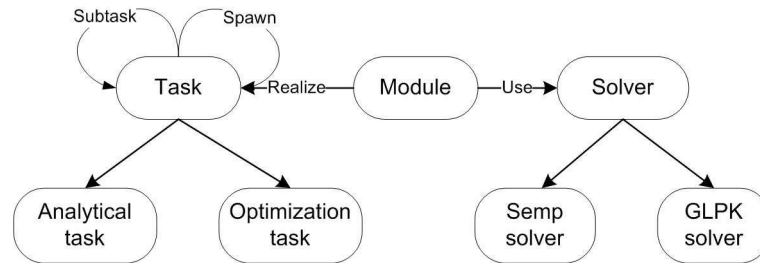 Subtask
Spawn
Task
Realize
Module
Use
Solver
Analytical
task
Optimization
task
Semp
solver
GLPK
solver